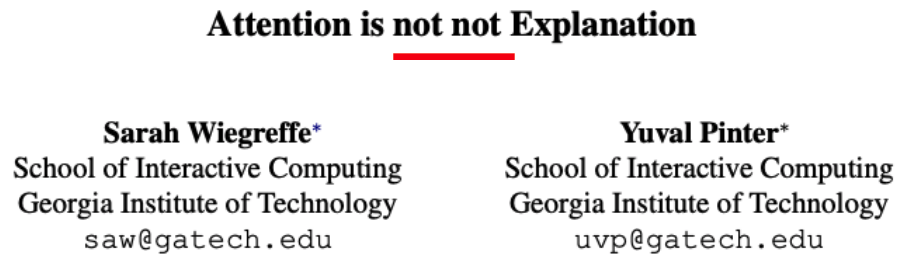 Attention is not not Explanation
Sarah Wiegreffe*
School of Interactive Computing
Georgia Institute of Technology
saw@gatech.edu
Yuval Pinter*
School of Interactive Computing
Georgia Institute of Technology
uvp@gatech.edu